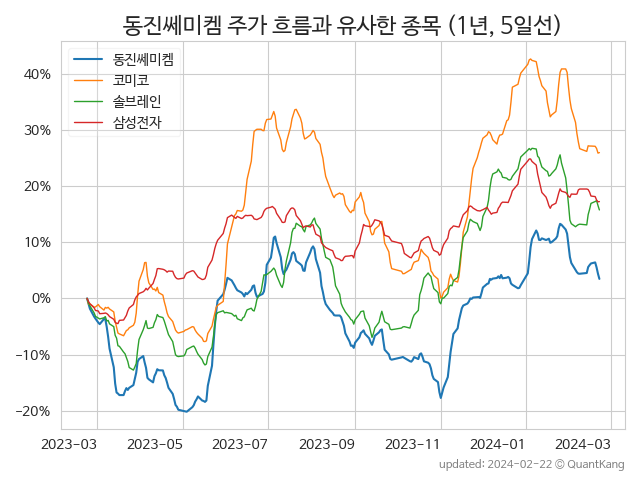 동진쎄미켐 주가 흐름과 유사한 종목 (1년, 5일선)
동진쎄미켐
코미코
솔브레인
삼성전자
40%
30%
20%
10%
0%
−10%
−20%
2023-03 2023-05 2023-07 2023-09 2023-11 2024-01 2024-03
updated: 2024-02-22 ⓒ QuantKang